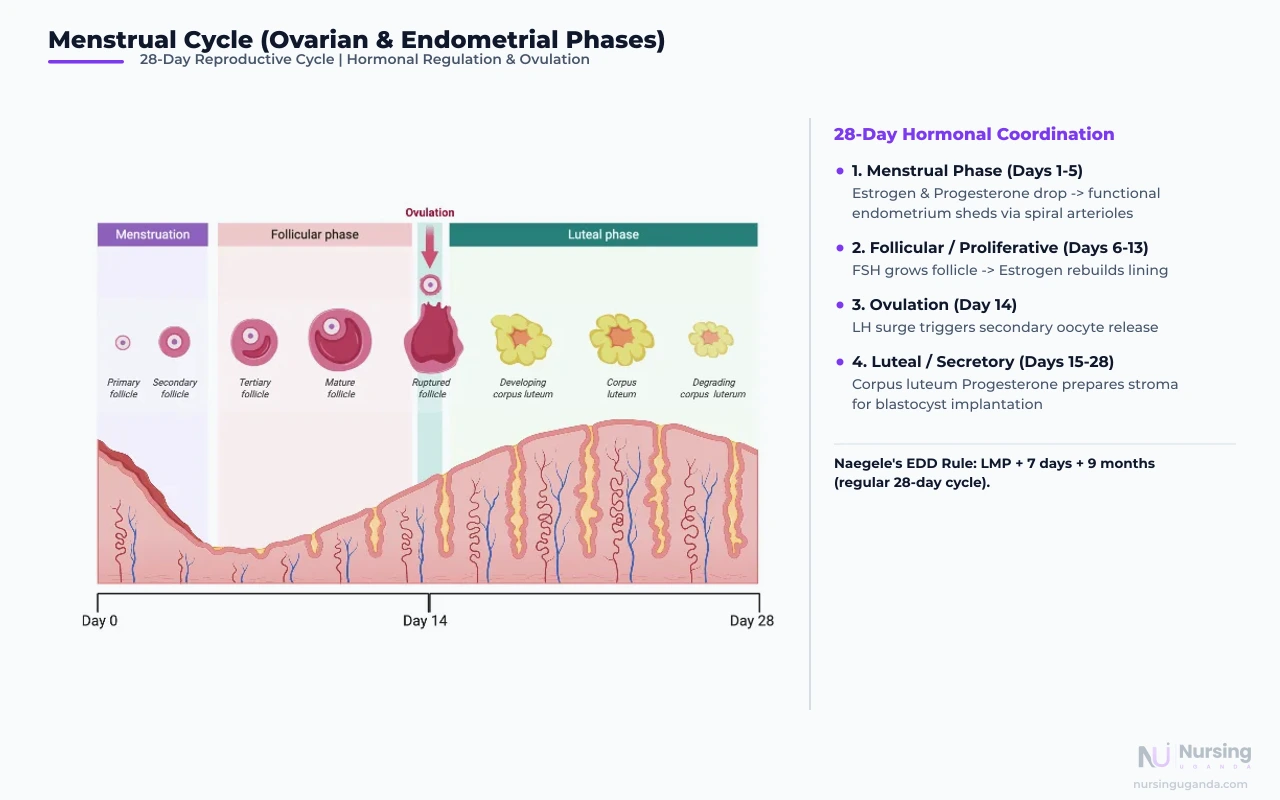 Menstrual Cycle (Ovarian & Endometrial Phases)
28-Day Reproductive Cycle | Hormonal Regulation & Ovulation
Ovulation
Menstruation
Follicular phase
Luteal phase
Primary
follicle
Secondary
follicle
Tertiary
follicle
Mature
follicle
Ruptured
follicle
Developing
corpus luteum
Corpus
luteum
Degrading
corpus luterum
Day 0
Day 14
Day 28
28-Day Hormonal Coordination
1. Menstrual Phase (Days 1-5)
Estrogen & Progesterone drop -> functional
endometrium sheds via spiral arterioles
2. Follicular / Proliferative (Days 6-13)
FSH grows follicle -> Estrogen rebuilds lining
3. Ovulation (Day 14)
LH surge triggers secondary oocyte release
4. Luteal / Secretory (Days 15-28)
Corpus luteum Progesterone prepares stroma
for blastocyst implantation
Naegele's EDD Rule: LMP + 7 days + 9 months
(regular 28-day cycle).
NU Nursing
UGANDA
nursinguganda.com